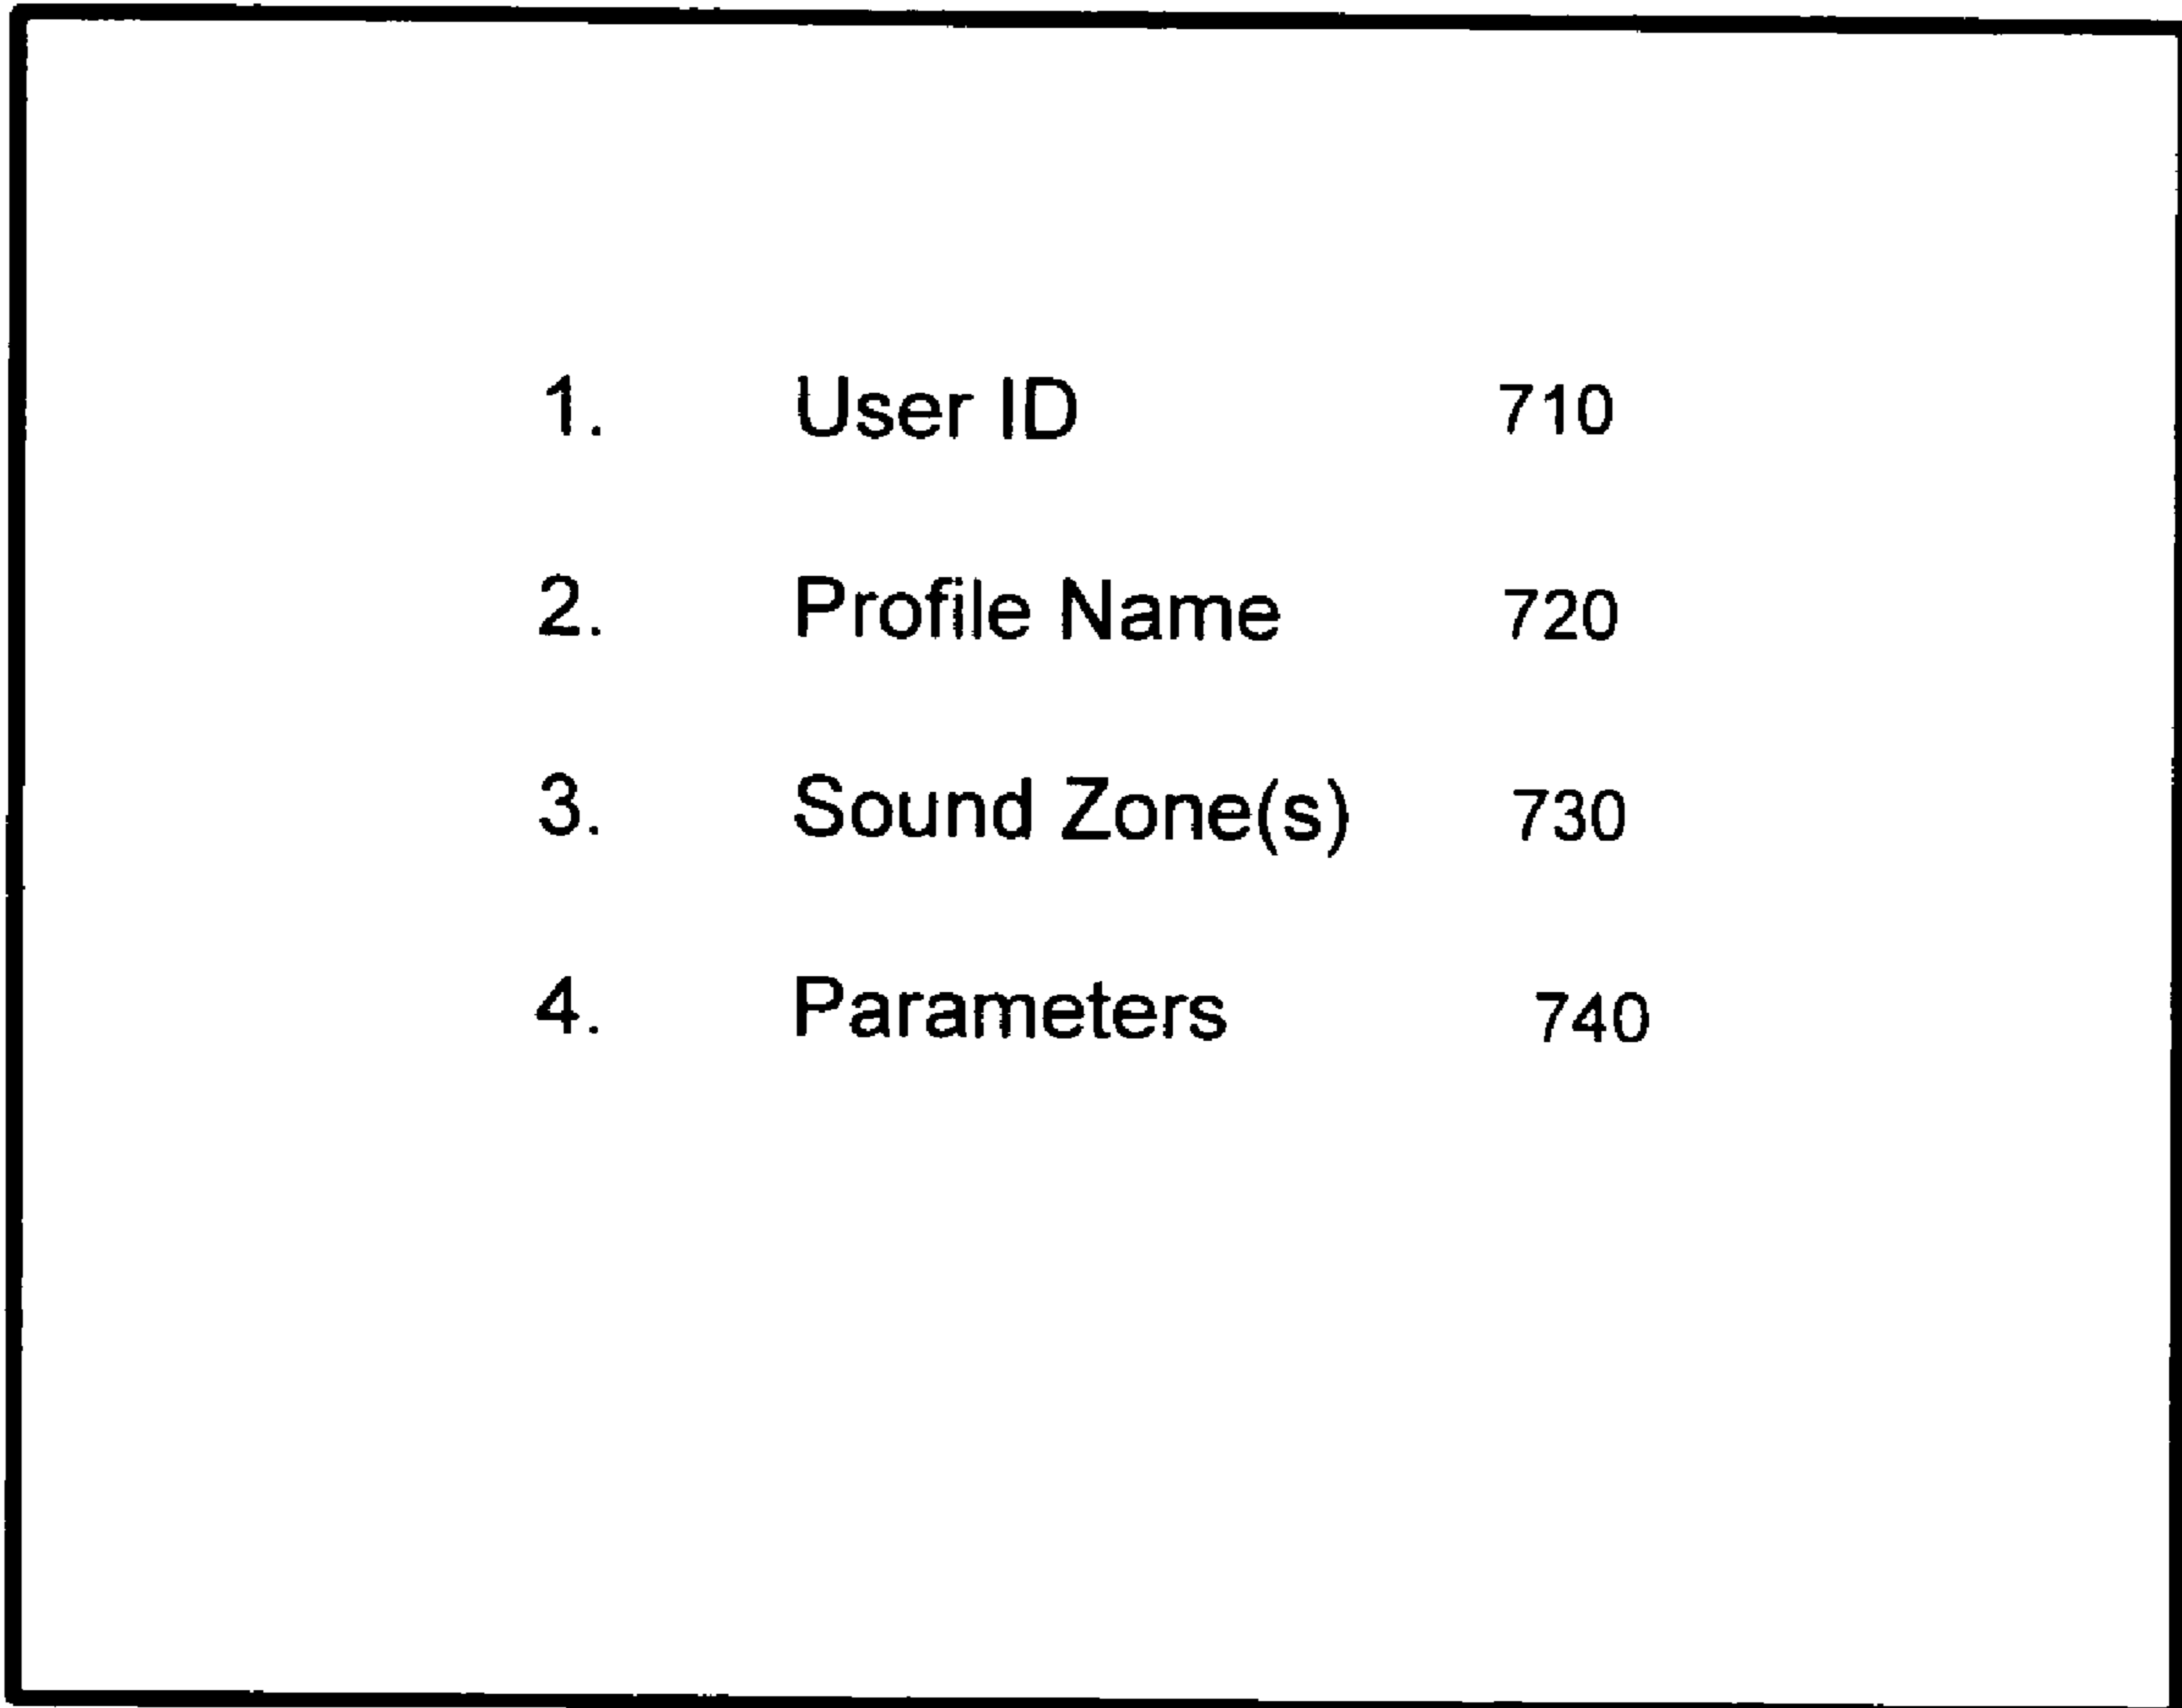 1. User ID 710
2. Profile Name 720
3. Sound Zone(s) 730
4. Parameters 740